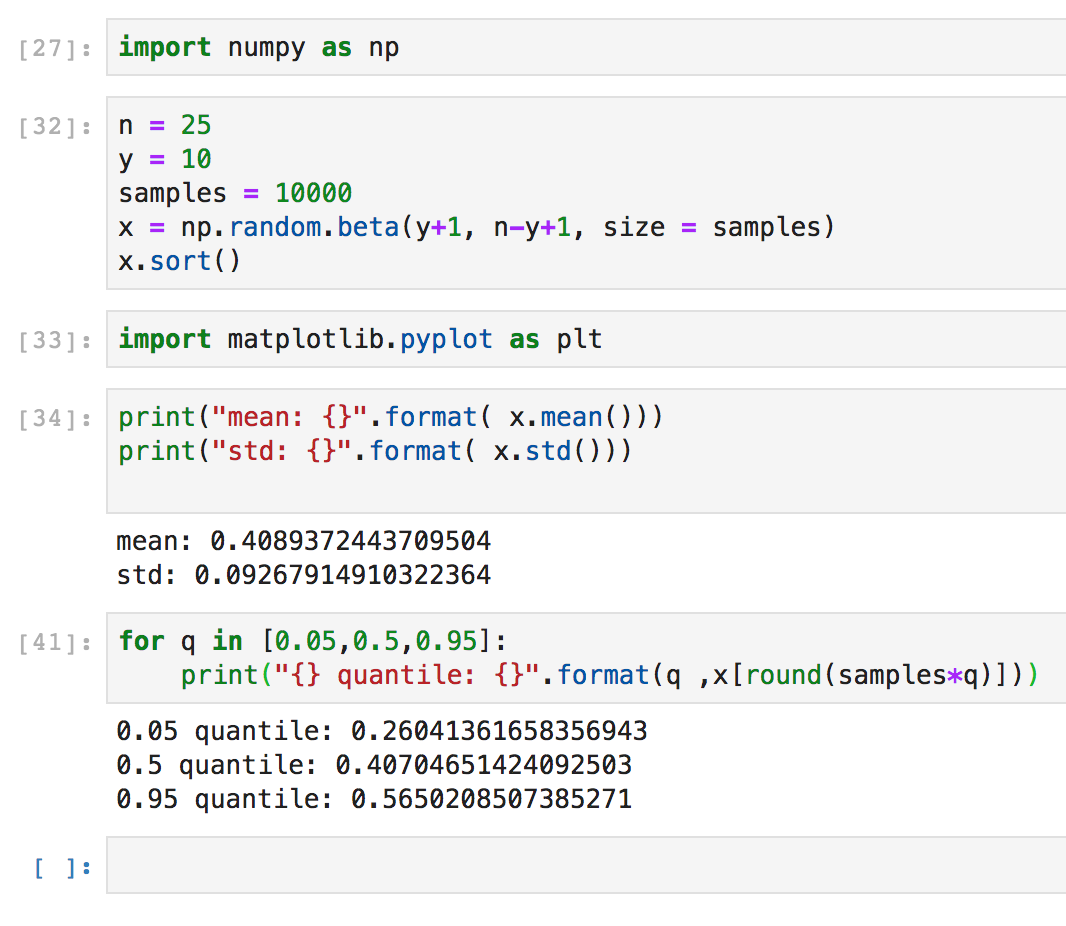 [27]: import numpy as np
[32]: n = 25
y = 10
samples = 10000
x = np.random.beta(y+1, n-y+1, size = samples)
x.sort()
[33]: import matplotlib.pyplot as plt
[34]: print("mean: {}".format( x.mean()))
print("std: {}".format( x.std()))
mean: 0.4089372443709504
std: 0.09267914910322364
[41]: for q in [0.05,0.5,0.95]:
    print("{} quantile: {}".format(q ,x[round(samples*q)]))
0.05 quantile: 0.26041361658356943
0.5 quantile: 0.40704651424092503
0.95 quantile: 0.5650208507385271
[ ]: